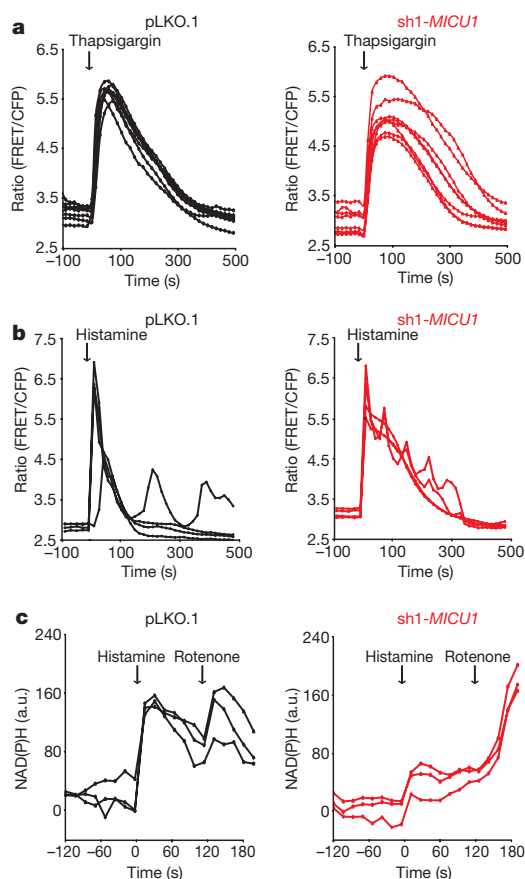 a
pLKO.1
sh1-MICU1
Thapsigargin
Thapsigargin
Ratio (FRET/CFP)
6.5
5.5
4.5
3.5
2.5
−100 100 300 500
Time (s)
Ratio (FRET/CFP)
6.5
5.5
4.5
3.5
2.5
−100 100 300 500
Time (s)
b
pLKO.1
sh1-MICU1
Histamine
Histamine
Ratio (FRET/CFP)
7.5
6.5
5.5
4.5
3.5
2.5
−100 100 300 500
Time (s)
Ratio (FRET/CFP)
7.5
6.5
5.5
4.5
3.5
2.5
−100 100 300 500
Time (s)
c
pLKO.1
sh1-MICU1
Histamine Rotenone
Histamine Rotenone
NAD(P)H (a.u.)
240
160
80
0
−120 −60 0 60 120 180
Time (s)
NAD(P)H (a.u.)
240
160
80
0
−120 −60 0 60 120 180
Time (s)